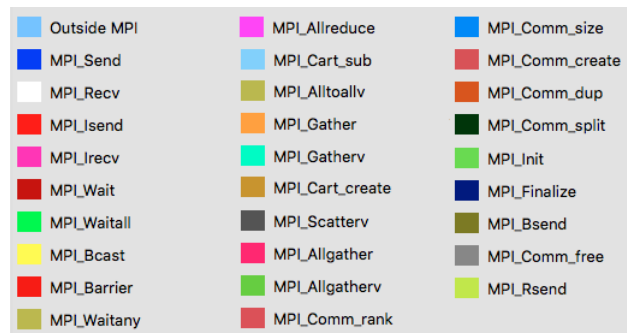 Outside MPI
MPI_Send
MPI_Recv
MPI_Isend
MPI_Irecv
MPI_Wait
MPI_Waitall
MPI_Bcast
MPI_Barrier
MPI_Waitany
MPI_Allreduce
MPI_Cart_sub
MPI_Alltoallv
MPI_Gather
MPI_Gatherv
MPI_Cart_create
MPI_Scatterv
MPI_Allgather
MPI_Allgatherv
MPI_Comm_rank
MPI_Comm_size
MPI_Comm_create
MPI_Comm_dup
MPI_Comm_split
MPI_Init
MPI_Finalize
MPI_Bsend
MPI_Comm_free
MPI_Rsend